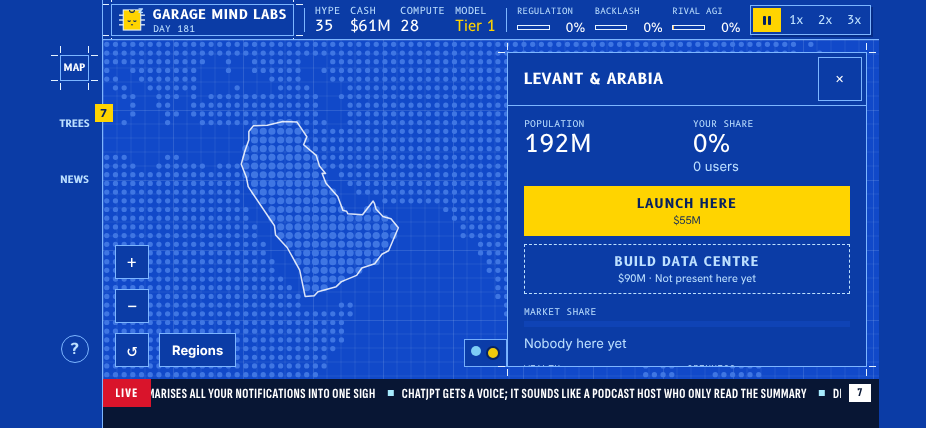 GARAGE MIND LABS
DAY 181
HYPE
35
CASH
$61M
COMPUTE
28
MODEL
Tier 1
REGULATION
0%
BACKLASH
0%
RIVAL AGI
0%
1x 2x 3x
MAP
TREES
7
NEWS
+
−
↺
Regions
?
LEVANT & ARABIA
×
POPULATION
192M
YOUR SHARE
0%
0 users
LAUNCH HERE
$55M
BUILD DATA CENTRE
$90M · Not present here yet
MARKET SHARE
Nobody here yet
LIVE
MARISES ALL YOUR NOTIFICATIONS INTO ONE SIGH ■ CHATJPT GETS A VOICE; IT SOUNDS LIKE A PODCAST HOST WHO ONLY READ THE SUMMARY ■
7